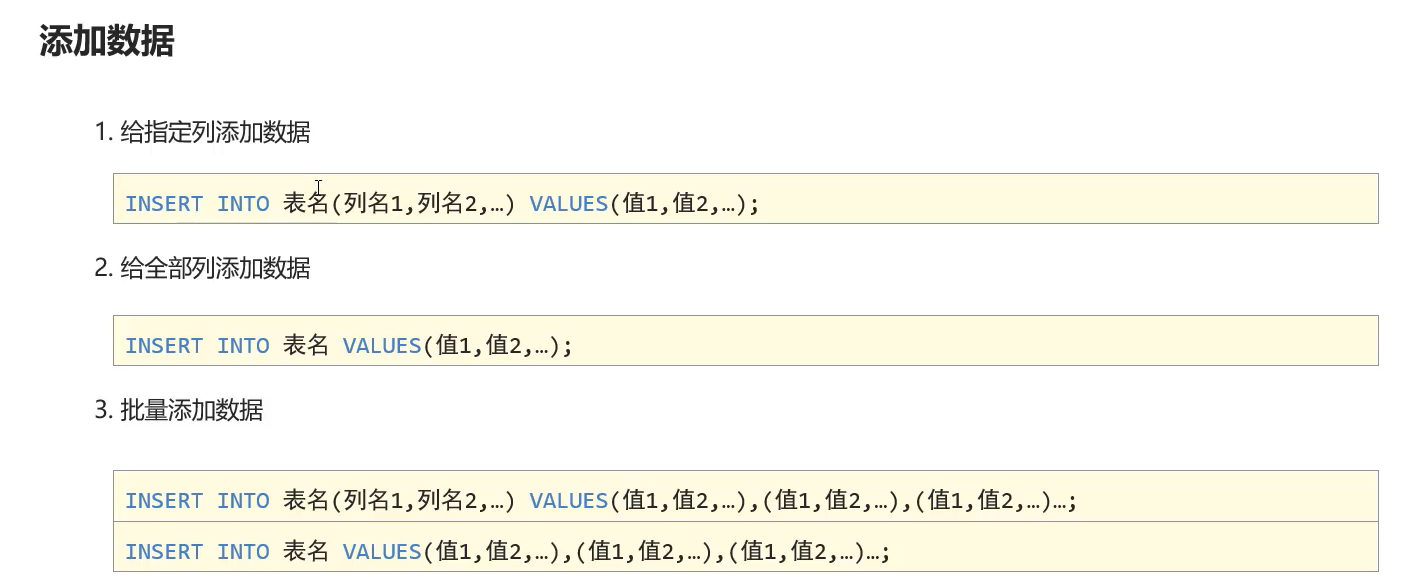 添加数据
1. 给指定列添加数据
INSERT INTO 表名(列名1,列名2,…) VALUES(值1,值2,…);
2. 给全部列添加数据
INSERT INTO 表名 VALUES(值1,值2,…);
3. 批量添加数据
INSERT INTO 表名(列名1,列名2,…) VALUES(值1,值2,…),(值1,值2,…),(值1,值2,…)…;
INSERT INTO 表名 VALUES(值1,值2,…),(值1,值2,…),(值1,值2,…)…;